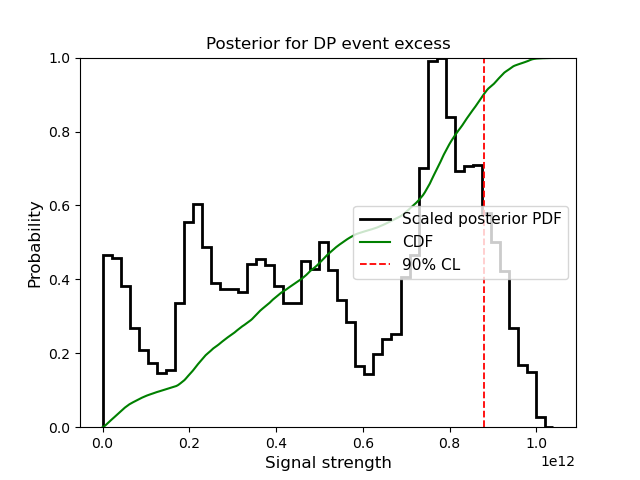 Posterior for DP event excess
1.0
0.8
0.6
0.4
0.2
0.0
Probability
Scaled posterior PDF
CDF
90% CL
0.0 0.2 0.4 0.6 0.8 1.0
1e12
Signal strength